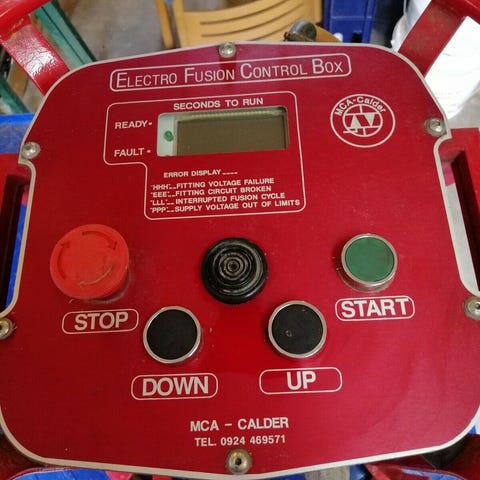 ELECTRO FUSION CONTROL BOX
SECONDS TO RUN
READY-
FAULT-
MCA-Calder
ERROR DISPLAY____
"HHH"--FITTING VOLTAGE FAILURE
"EEE"--FITTING CIRCUIT BROKEN
"LLL"-- INTERRUPTED FUSION CYCLE
"PPP"--SUPPLY VOLTAGE OUT OF LIMITS
STOP
START
DOWN
UP
MCA - CALDER
TEL. 0924 469571